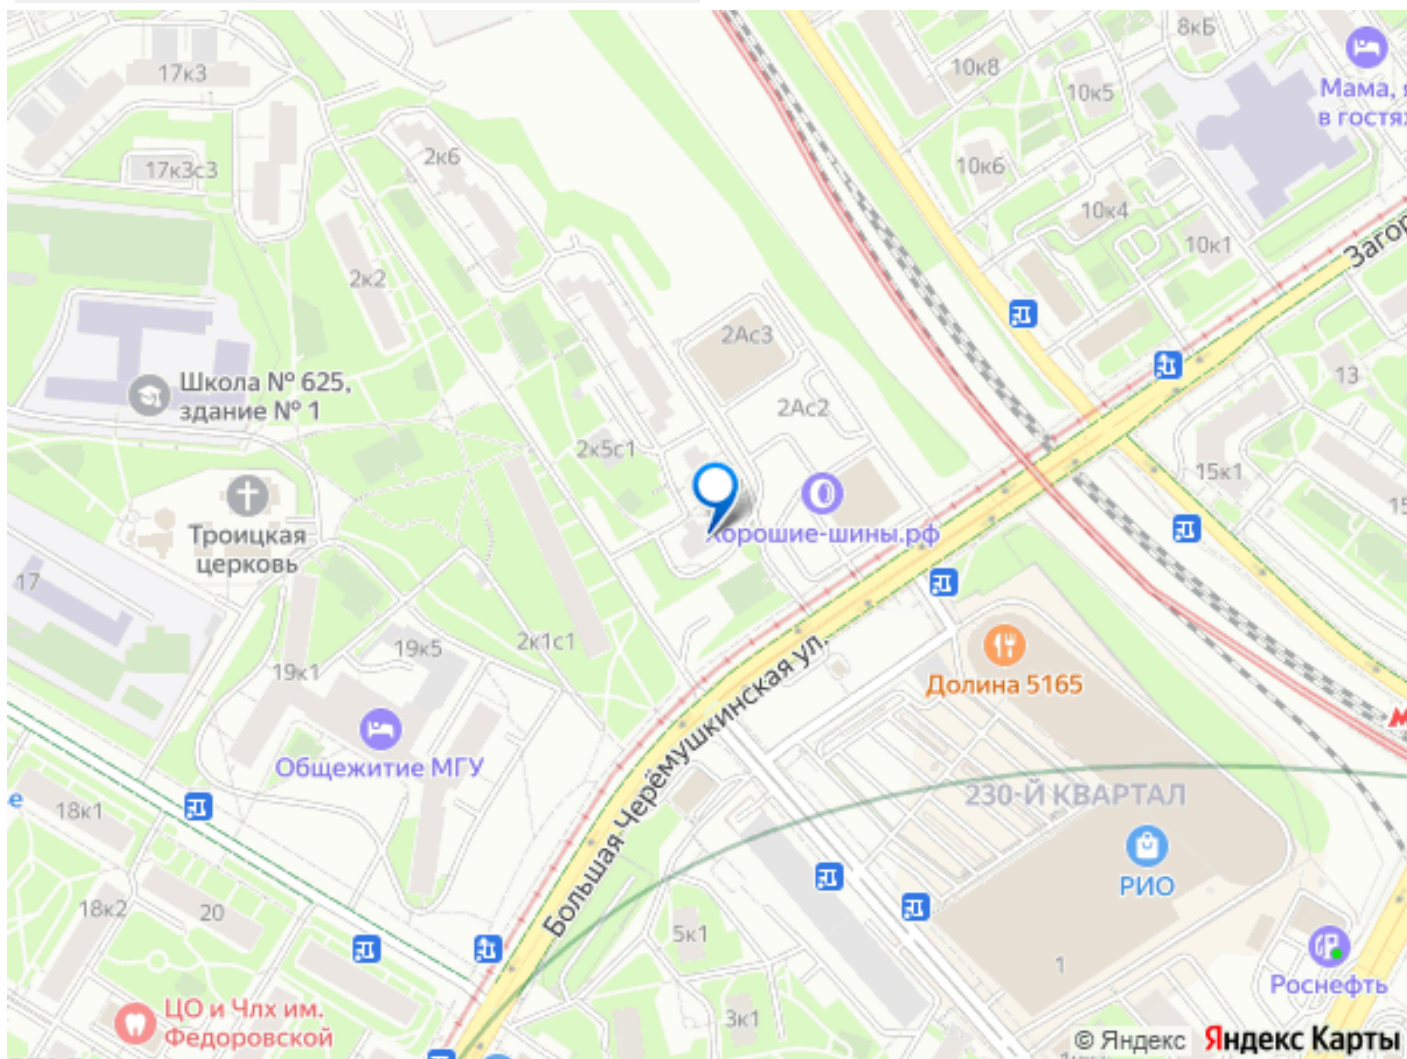 8кБ
17к3
10к8
Мама, я
в гостях
10к5
2к6
17к3с3
10к6
10к4
10к1
Загор
2к2
2Ас3
13
Школа № 625,
здание № 1
2Ас2
2к5с1
15к1
15
Троицкая
церковь
Хорошие-шины.рф
17
2к1с1
19к5
19к1
Долина 5165
Большая Черёмушкинская ул.
Общежитие МГУ
230-Й КВАРТАЛ
е
18к1
РИО
18к2
20
5к1
1
Роснефть
ЦО и Члх им.
Федоровской
3к1
© Яндекс Яндекс Карты